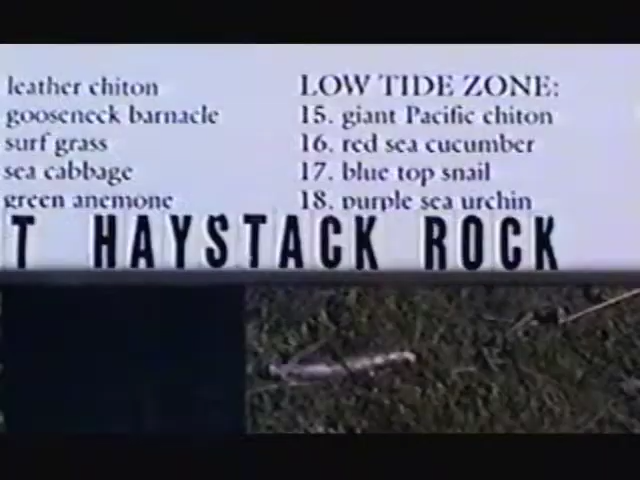 leather chiton
gooseneck barnacle
surf grass
sea cabbage
green anemone
LOW TIDE ZONE:
15. giant Pacific chiton
16. red sea cucumber
17. blue top snail
18. purple sea urchin
T HAYSTACK ROCK